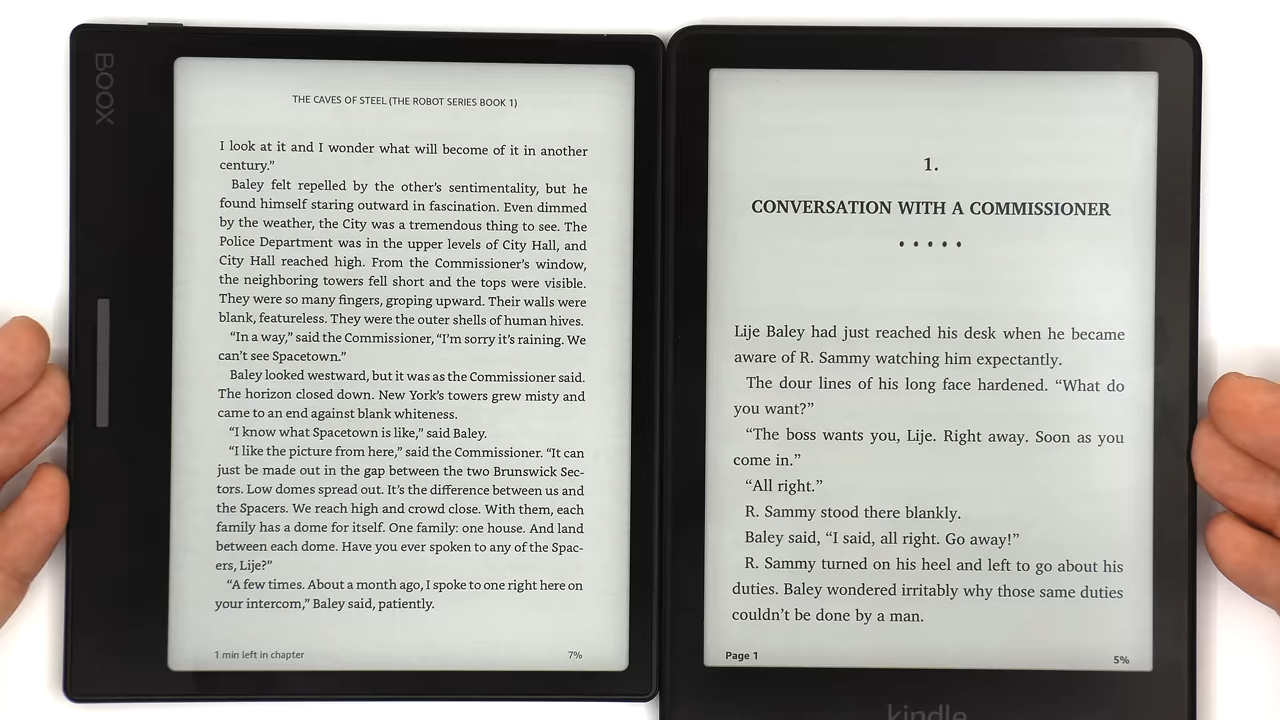 BOOX
THE CAVES OF STEEL (THE ROBOT SERIES BOOK 1)
I look at it and I wonder what will become of it in another
century.”
Baley felt repelled by the other’s sentimentality, but he
found himself staring outward in fascination. Even dimmed
by the weather, the City was a tremendous thing to see. The
Police Department was in the upper levels of City Hall, and
City Hall reached high. From the Commissioner’s window,
the neighboring towers fell short and the tops were visible.
They were so many fingers, groping upward. Their walls were
blank, featureless. They were the outer shells of human hives.
“In a way,” said the Commissioner, “I’m sorry it’s raining. We
can’t see Spacetown.”
Baley looked westward, but it was as the Commissioner said.
The horizon closed down. New York’s towers grew misty and
came to an end against blank whiteness.
“I know what Spacetown is like,” said Baley.
“I like the picture from here,” said the Commissioner. “It can
just be made out in the gap between the two Brunswick Sec-
tors. Low domes spread out. It’s the difference between us and
the Spacers. We reach high and crowd close. With them, each
family has a dome for itself. One family: one house. And land
between each dome. Have you ever spoken to any of the Spac-
ers, Lije?”
“A few times. About a month ago, I spoke to one right here on
your intercom,” Baley said, patiently.
1 min left in chapter 7%
1.
CONVERSATION WITH A COMMISSIONER
• • • • •
Lije Baley had just reached his desk when he became
aware of R. Sammy watching him expectantly.
The dour lines of his long face hardened. “What do
you want?”
“The boss wants you, Lije. Right away. Soon as you
come in.”
“All right.”
R. Sammy stood there blankly.
Baley said, “I said, all right. Go away!”
R. Sammy turned on his heel and left to go about his
duties. Baley wondered irritably why those same duties
couldn’t be done by a man.
Page 1 5%
kindle